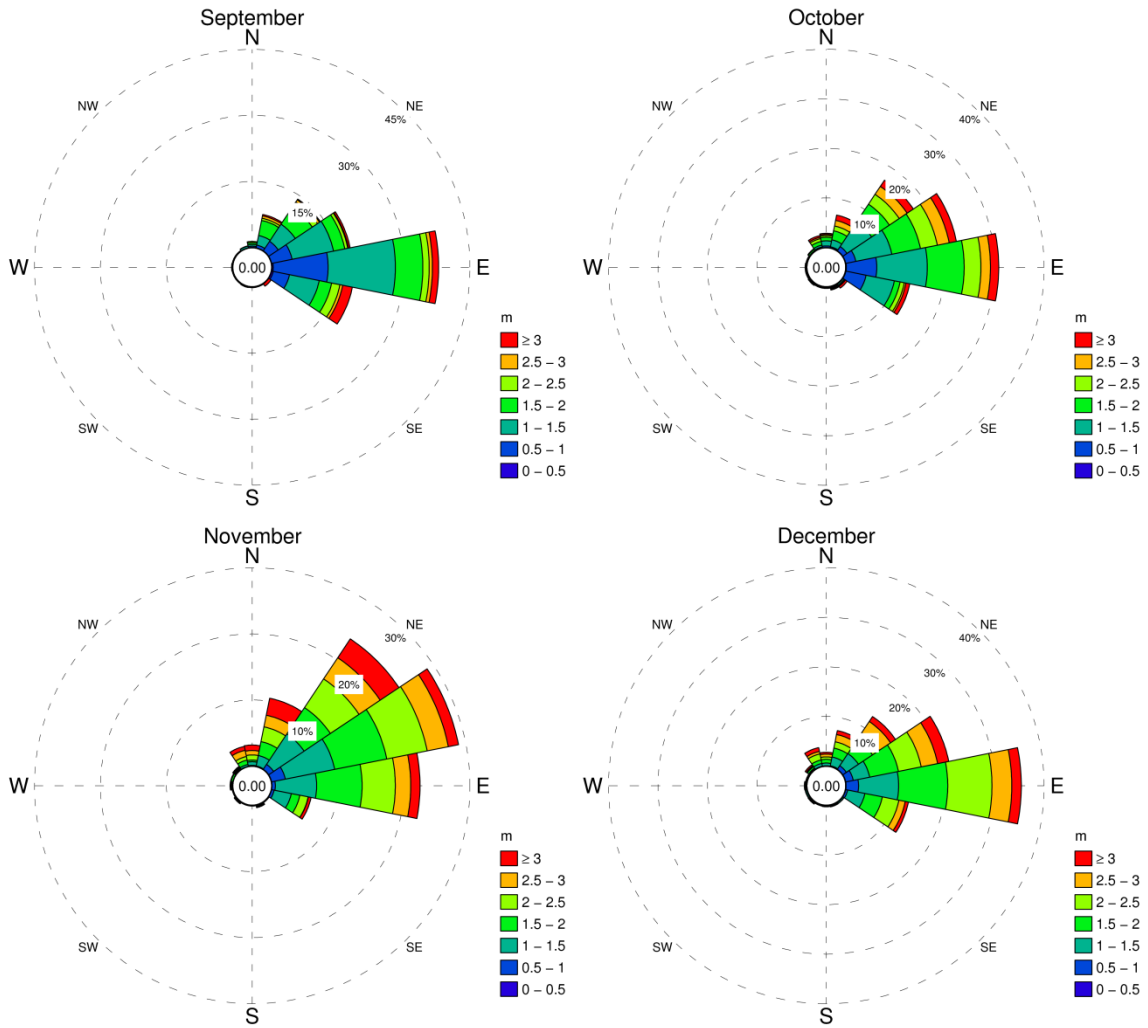 September
N
NW
NE
45%
30%
15%
W
0.00
E
SW
SE
S
m
≥ 3
2.5 – 3
2 – 2.5
1.5 – 2
1 – 1.5
0.5 – 1
0 – 0.5
October
N
NW
NE
40%
30%
20%
10%
W
0.00
E
SW
SE
S
m
≥ 3
2.5 – 3
2 – 2.5
1.5 – 2
1 – 1.5
0.5 – 1
0 – 0.5
November
N
NW
NE
30%
20%
10%
W
0.00
E
SW
SE
S
m
≥ 3
2.5 – 3
2 – 2.5
1.5 – 2
1 – 1.5
0.5 – 1
0 – 0.5
December
N
NW
NE
40%
30%
20%
10%
W
0.00
E
SW
SE
S
m
≥ 3
2.5 – 3
2 – 2.5
1.5 – 2
1 – 1.5
0.5 – 1
0 – 0.5